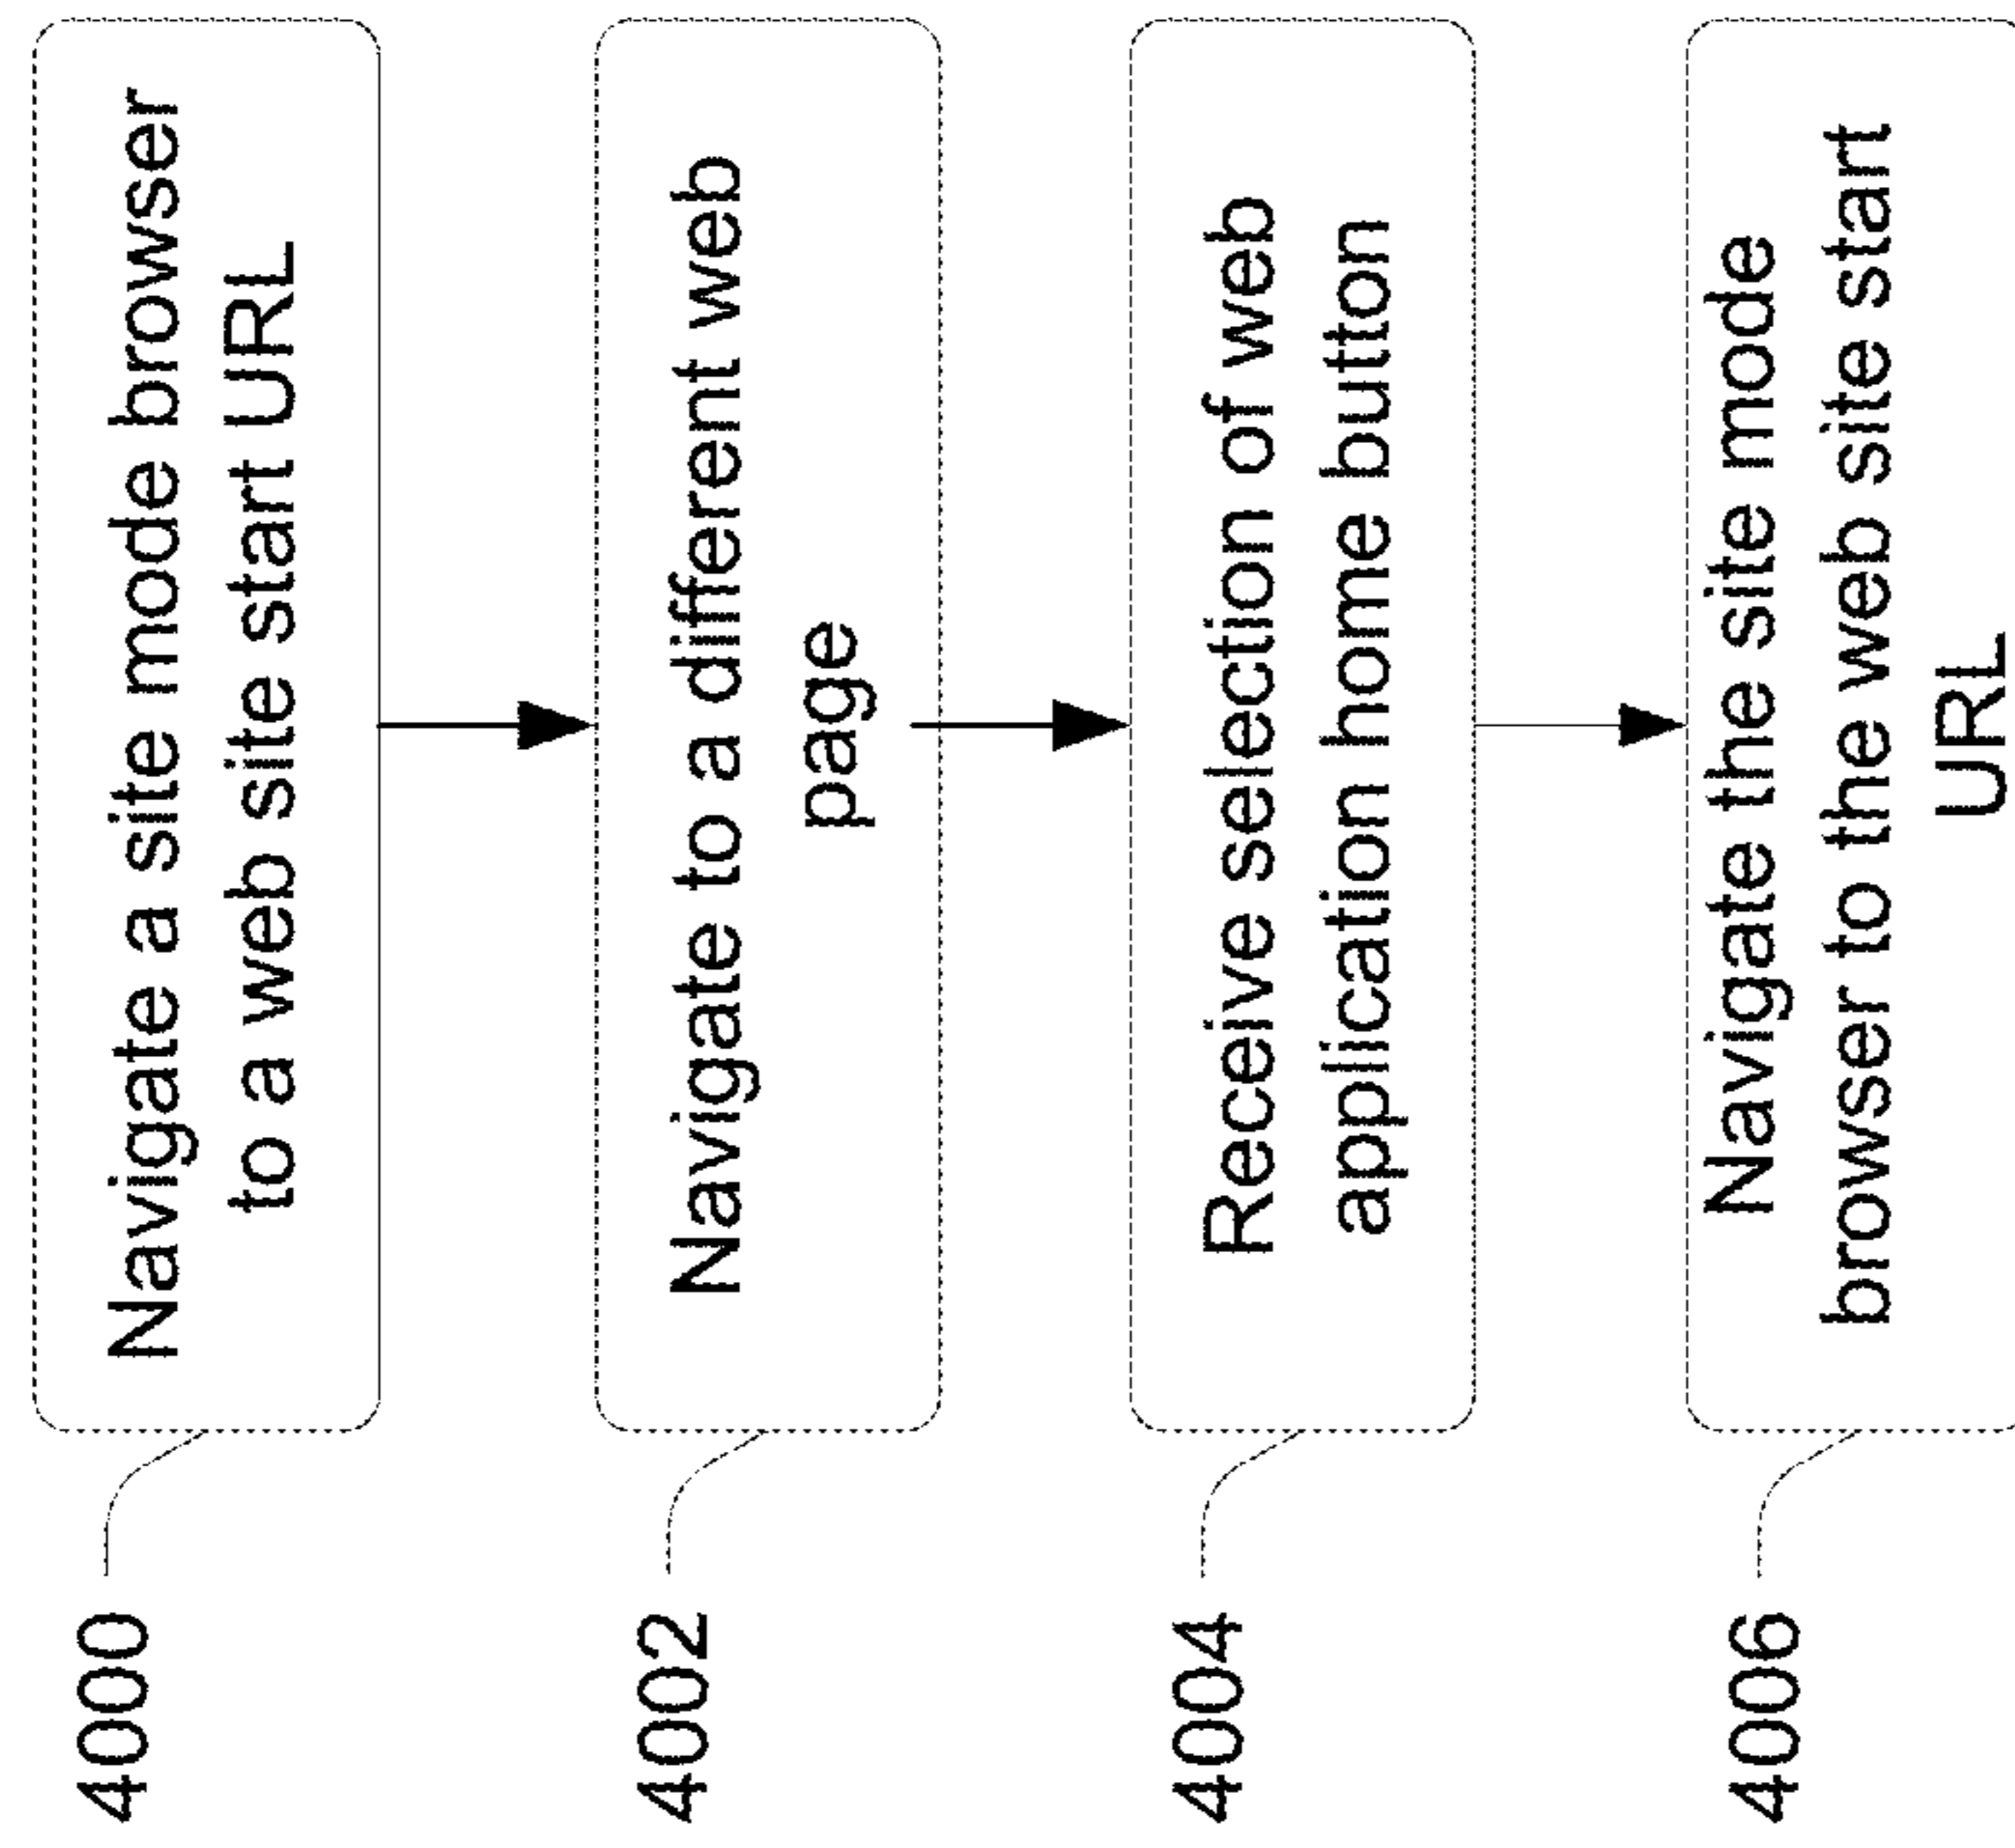 4000
Navigate a site mode browser
to a web site start URL
4002
Navigate to a different web
page
4004
Receive selection of web
application home button
4006
Navigate the site mode
browser to the web site start
URL